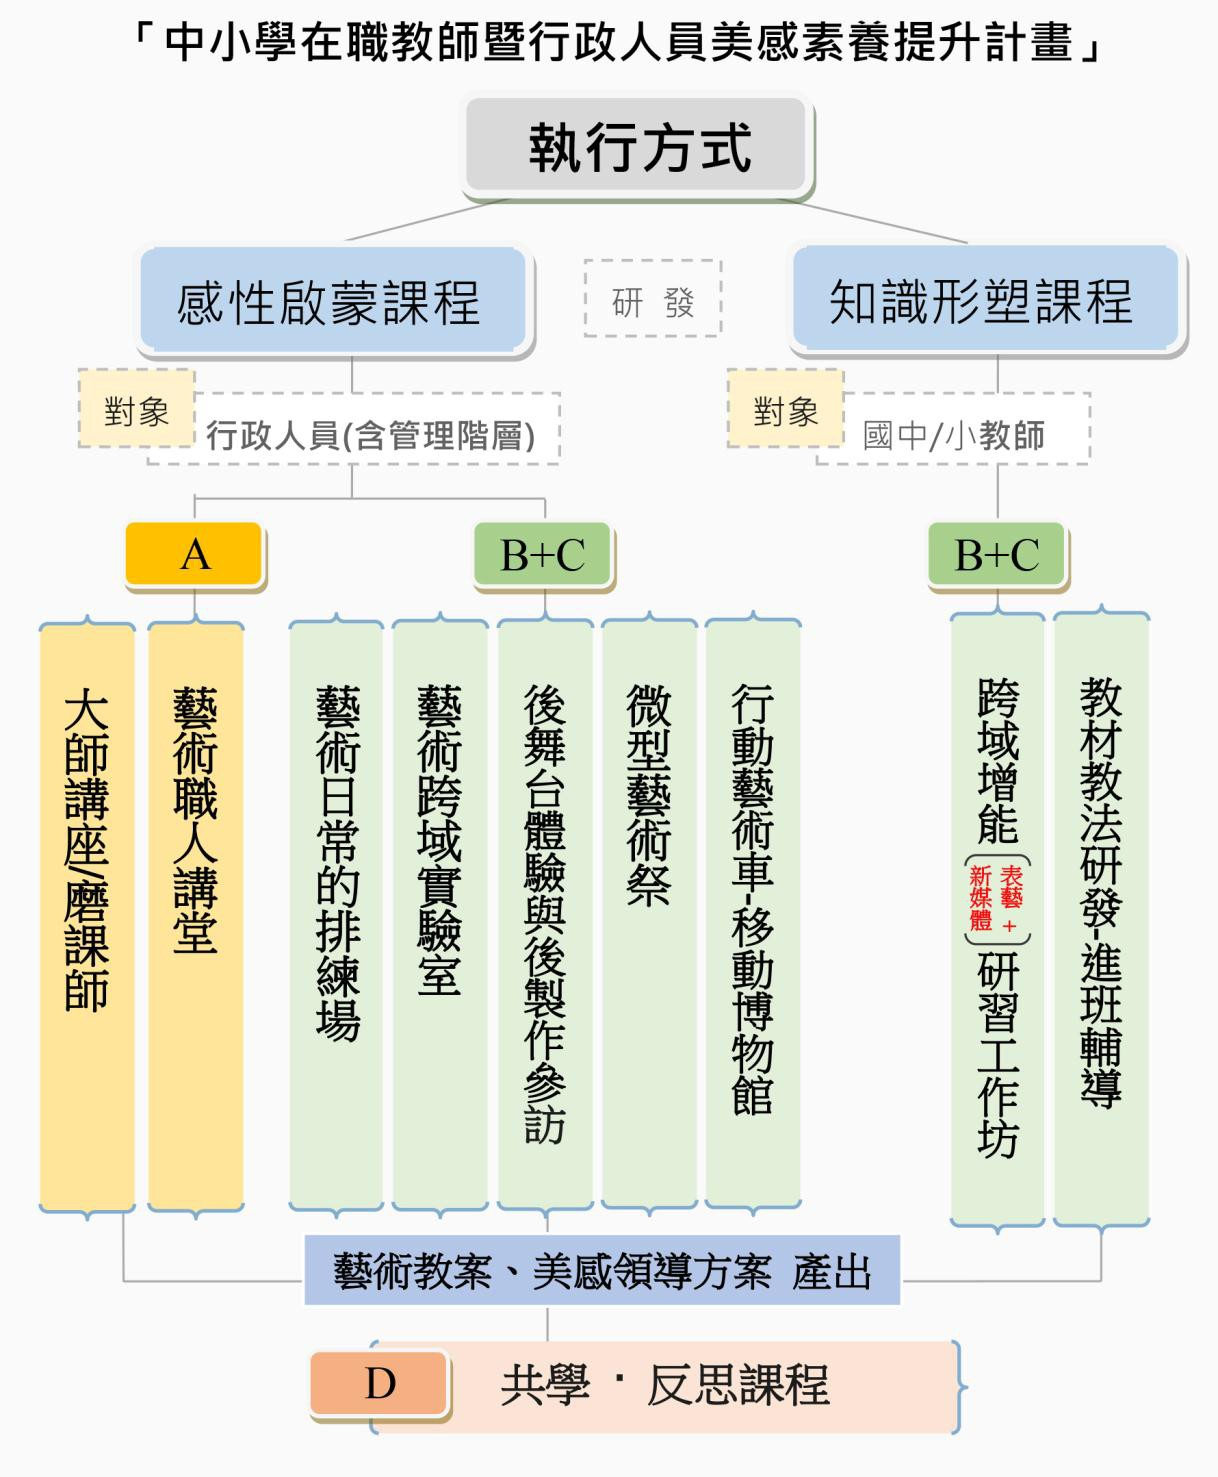 「中小學在職教師暨行政人員美感素養提升計畫」
執行方式
感性啟蒙課程
研 發
知識形塑課程
對象
行政人員(含管理階層)
對象
國中/小教師
A
B+C
B+C
大師講座/磨課師
藝術職人講堂
藝術日常的排練場
藝術跨域實驗室
後舞台體驗與後製作參訪
微型藝術祭
行動藝術車-移動博物館
跨域增能
表藝+
新媒體
研習工作坊
教材教法研發-進班輔導
藝術教案、美感領導方案 產出
D
共學‧反思課程